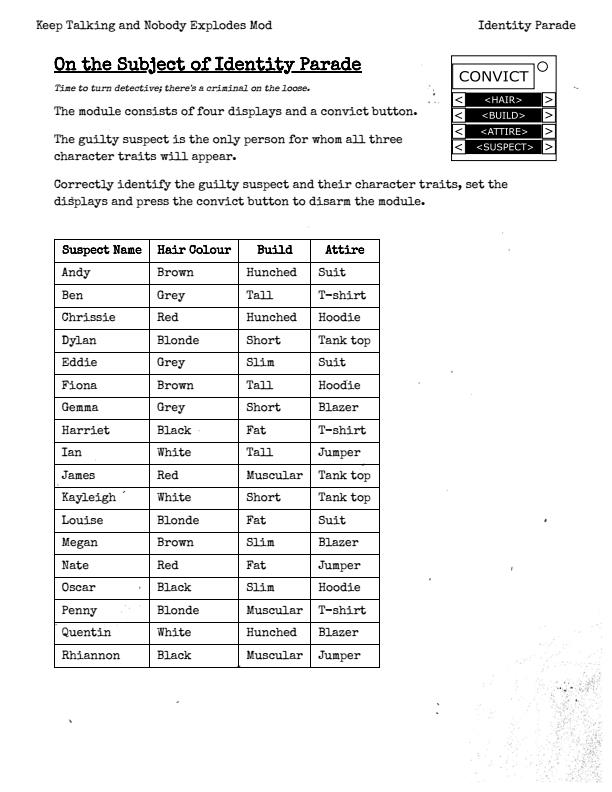 Keep Talking and Nobody Explodes Mod Identity Parade
On the Subject of Identity Parade
Time to turn detective; there's a criminal on the loose.
The module consists of four displays and a convict button.
The guilty suspect is the only person for whom all three
character traits will appear.
Correctly identify the guilty suspect and their character traits, set the
displays and press the convict button to disarm the module.
CONVICT
< <HAIR> >
< <BUILD> >
< <ATTIRE> >
< <SUSPECT> >
Suspect Name Hair Colour Build Attire
Andy Brown Hunched Suit
Ben Grey Tall T-shirt
Chrissie Red Hunched Hoodie
Dylan Blonde Short Tank top
Eddie Grey Slim Suit
Fiona Brown Tall Hoodie
Gemma Grey Short Blazer
Harriet Black Fat T-shirt
Ian White Tall Jumper
James Red Muscular Tank top
Kayleigh White Short Tank top
Louise Blonde Fat Suit
Megan Brown Slim Blazer
Nate Red Fat Jumper
Oscar Black Slim Hoodie
Penny Blonde Muscular T-shirt
Quentin White Hunched Blazer
Rhiannon Black Muscular Jumper